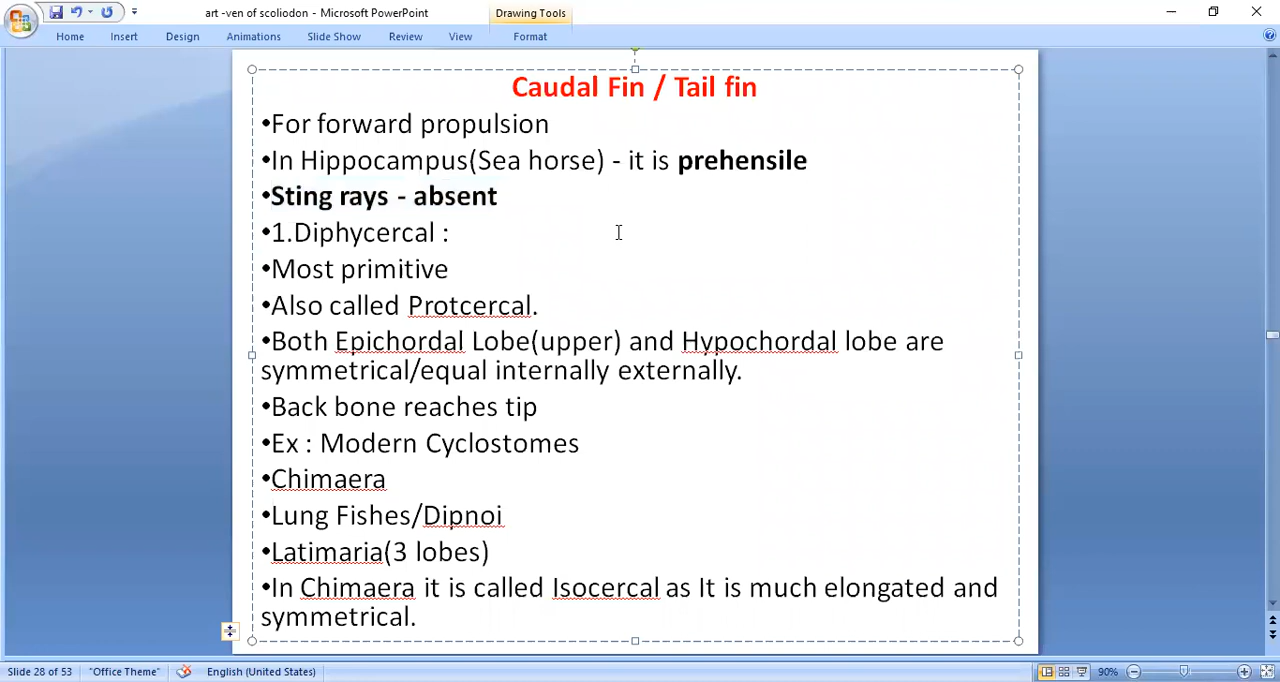 art -ven of scoliodon - Microsoft PowerPoint
Drawing Tools
Home Insert Design Animations Slide Show Review View Format
Caudal Fin / Tail fin
•For forward propulsion
•In Hippocampus(Sea horse) - it is prehensile
•Sting rays - absent
•1.Diphycercal :
•Most primitive
•Also called Protcercal.
•Both Epichordal Lobe(upper) and Hypochordal lobe are
symmetrical/equal internally externally.
•Back bone reaches tip
•Ex : Modern Cyclostomes
•Chimaera
•Lung Fishes/Dipnoi
•Latimaria(3 lobes)
•In Chimaera it is called Isocercal as It is much elongated and
symmetrical.
Slide 28 of 53 "Office Theme" English (United States) 90%